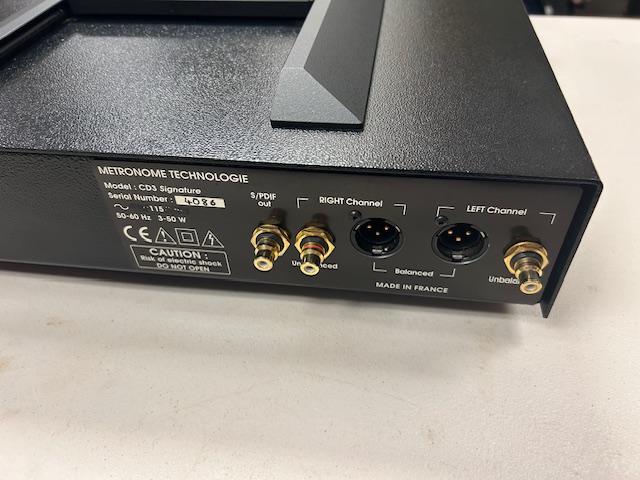 METRONOME TECHNOLOGIE
Model : CD3 Signature
Serial Number : 4086
115
50-60 Hz 3-50 W
CE
CAUTION :
Risk of electric shock
DO NOT OPEN
S/PDIF
out
RIGHT Channel
LEFT Channel
Balanced
MADE IN FRANCE